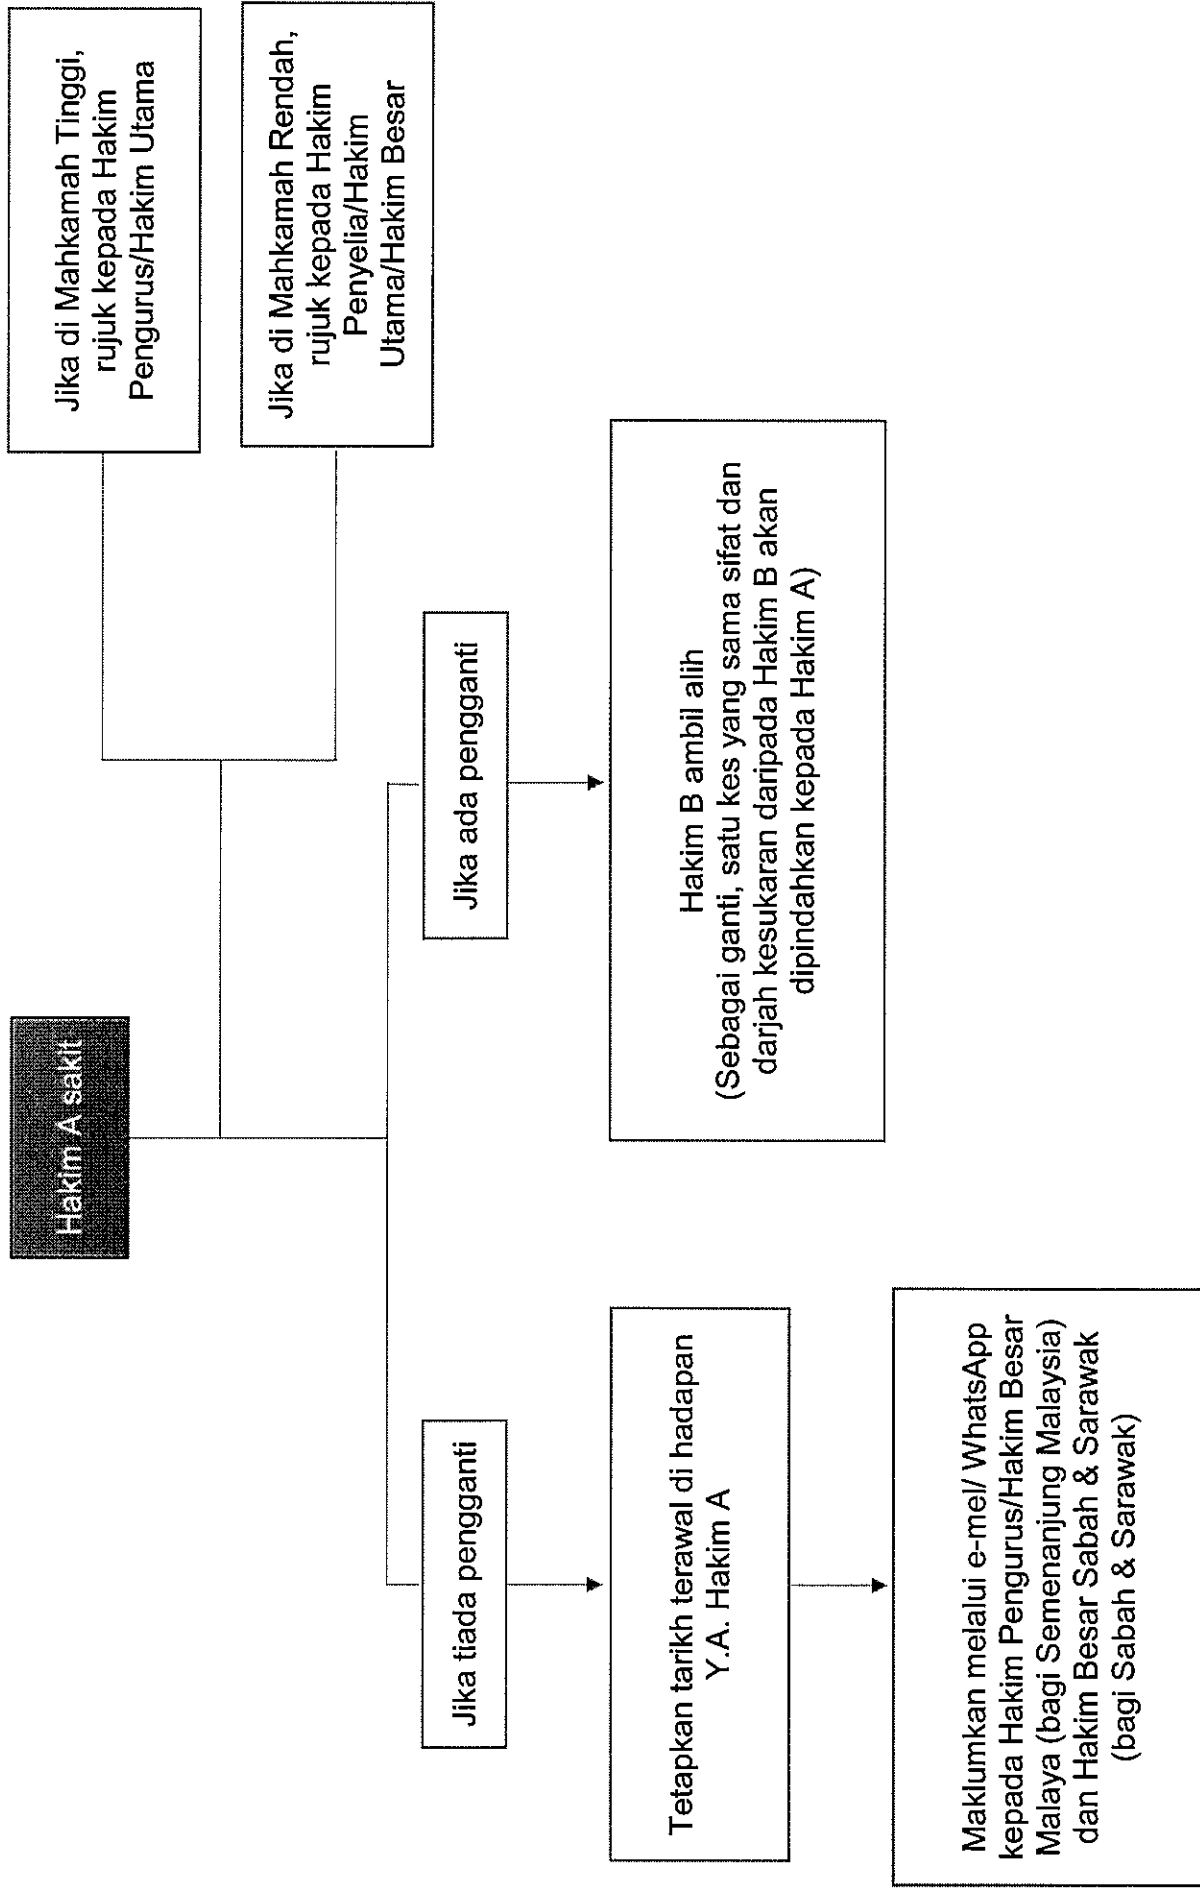 Hakim A sakit
Jika di Mahkamah Tinggi,
rujuk kepada Hakim
Pengurus/Hakim Utama
Jika di Mahkamah Rendah,
rujuk kepada Hakim
Penyelia/Hakim
Utama/Hakim Besar
Jika tiada pengganti
Jika ada pengganti
Tetapkan tarikh terawal di hadapan
Y.A. Hakim A
Hakim B ambil alih
(Sebagai ganti, satu kes yang sama sifat dan
darjah kesukaran daripada Hakim B akan
dipindahkan kepada Hakim A)
Maklumkan melalui e-mel/ WhatsApp
kepada Hakim Pengurus/Hakim Besar
Malaya (bagi Semenanjung Malaysia)
dan Hakim Besar Sabah & Sarawak
(bagi Sabah & Sarawak)